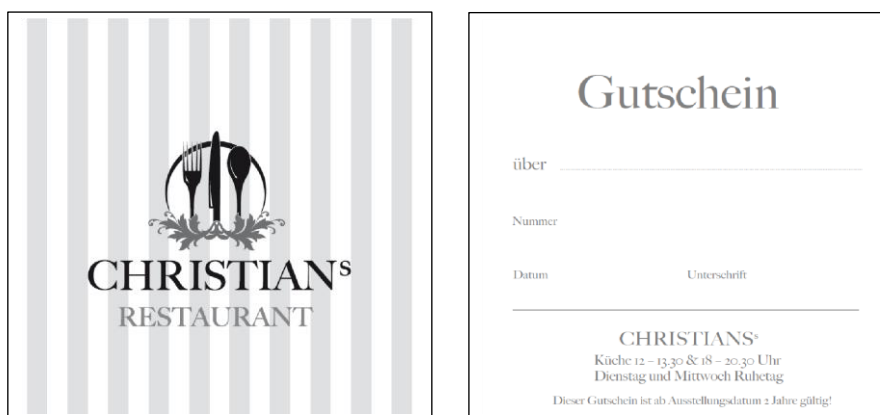 CHRISTIANs
RESTAURANT
Gutschein
über
Nummer
Datum Unterschrift
CHRISTIANSs
Küche 12 – 13.30 & 18 – 20.30 Uhr
Dienstag und Mittwoch Ruhetag
Dieser Gutschein ist ab Ausstellungsdatum 2 Jahre gültig!